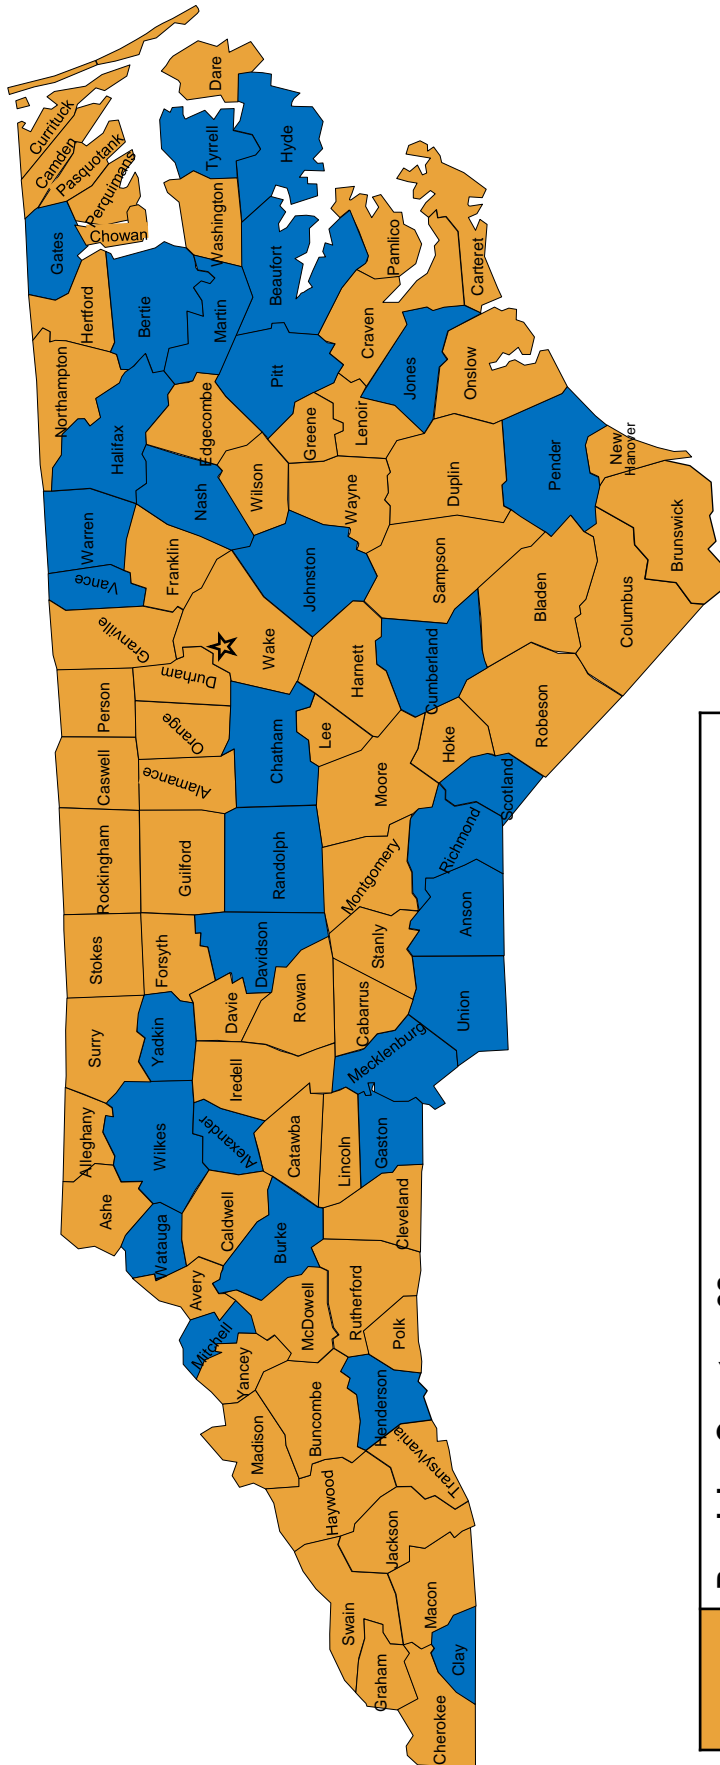 Currituck
Camden
Pasquotank
Perquimans
Chowan
Gates
Hertford
Northampton
Halifax
Warren
Vance
Granville
Person
Caswell
Rockingham
Stokes
Surry
Alleghany
Ashe
Dare
Tyrrell
Washington
Bertie
Martin
Edgecombe
Nash
Franklin
Wake
Durham
Orange
Alamance
Guilford
Forsyth
Yadkin
Wilkes
Watauga
Hyde
Beaufort
Pitt
Greene
Wilson
Johnston
Chatham
Randolph
Davidson
Davie
Rowan
Iredell
Alexander
Caldwell
Avery
Mitchell
Yancey
Madison
Pamlico
Craven
Lenoir
Wayne
Harnett
Lee
Moore
Montgomery
Stanly
Cabarrus
Catawba
Lincoln
Burke
McDowell
Buncombe
Haywood
Swain
Graham
Carteret
Jones
Onslow
Duplin
Sampson
Cumberland
Hoke
Scotland
Richmond
Anson
Union
Mecklenburg
Gaston
Cleveland
Rutherford
Polk
Henderson
Transylvania
Jackson
Macon
Clay
Cherokee
Pender
New
Hanover
Brunswick
Columbus
Bladen
Robeson